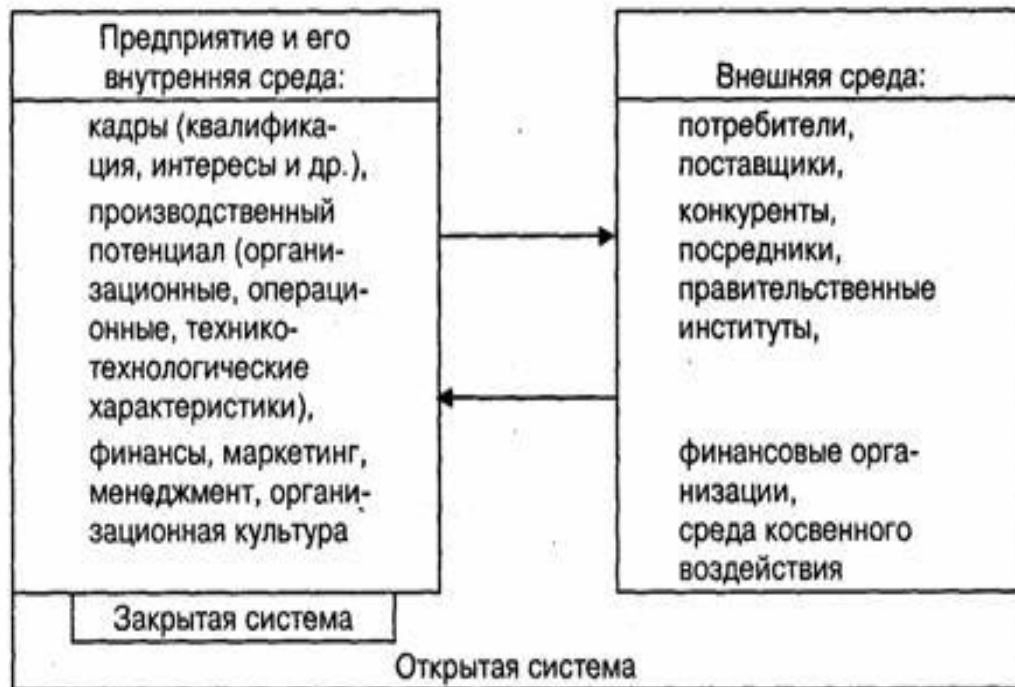 Предприятие и его
внутренняя среда:
кадры (квалифика-
ция, интересы и др.),
производственный
потенциал (органи-
зационные, операци-
онные, технико-
технологические
характеристики),
финансы, маркетинг,
менеджмент, органи-
зационная культура
Закрытая система
Внешняя среда:
потребители,
поставщики,
конкуренты,
посредники,
правительственные
институты,
финансовые орга-
низации,
среда косвенного
воздействия
Открытая система